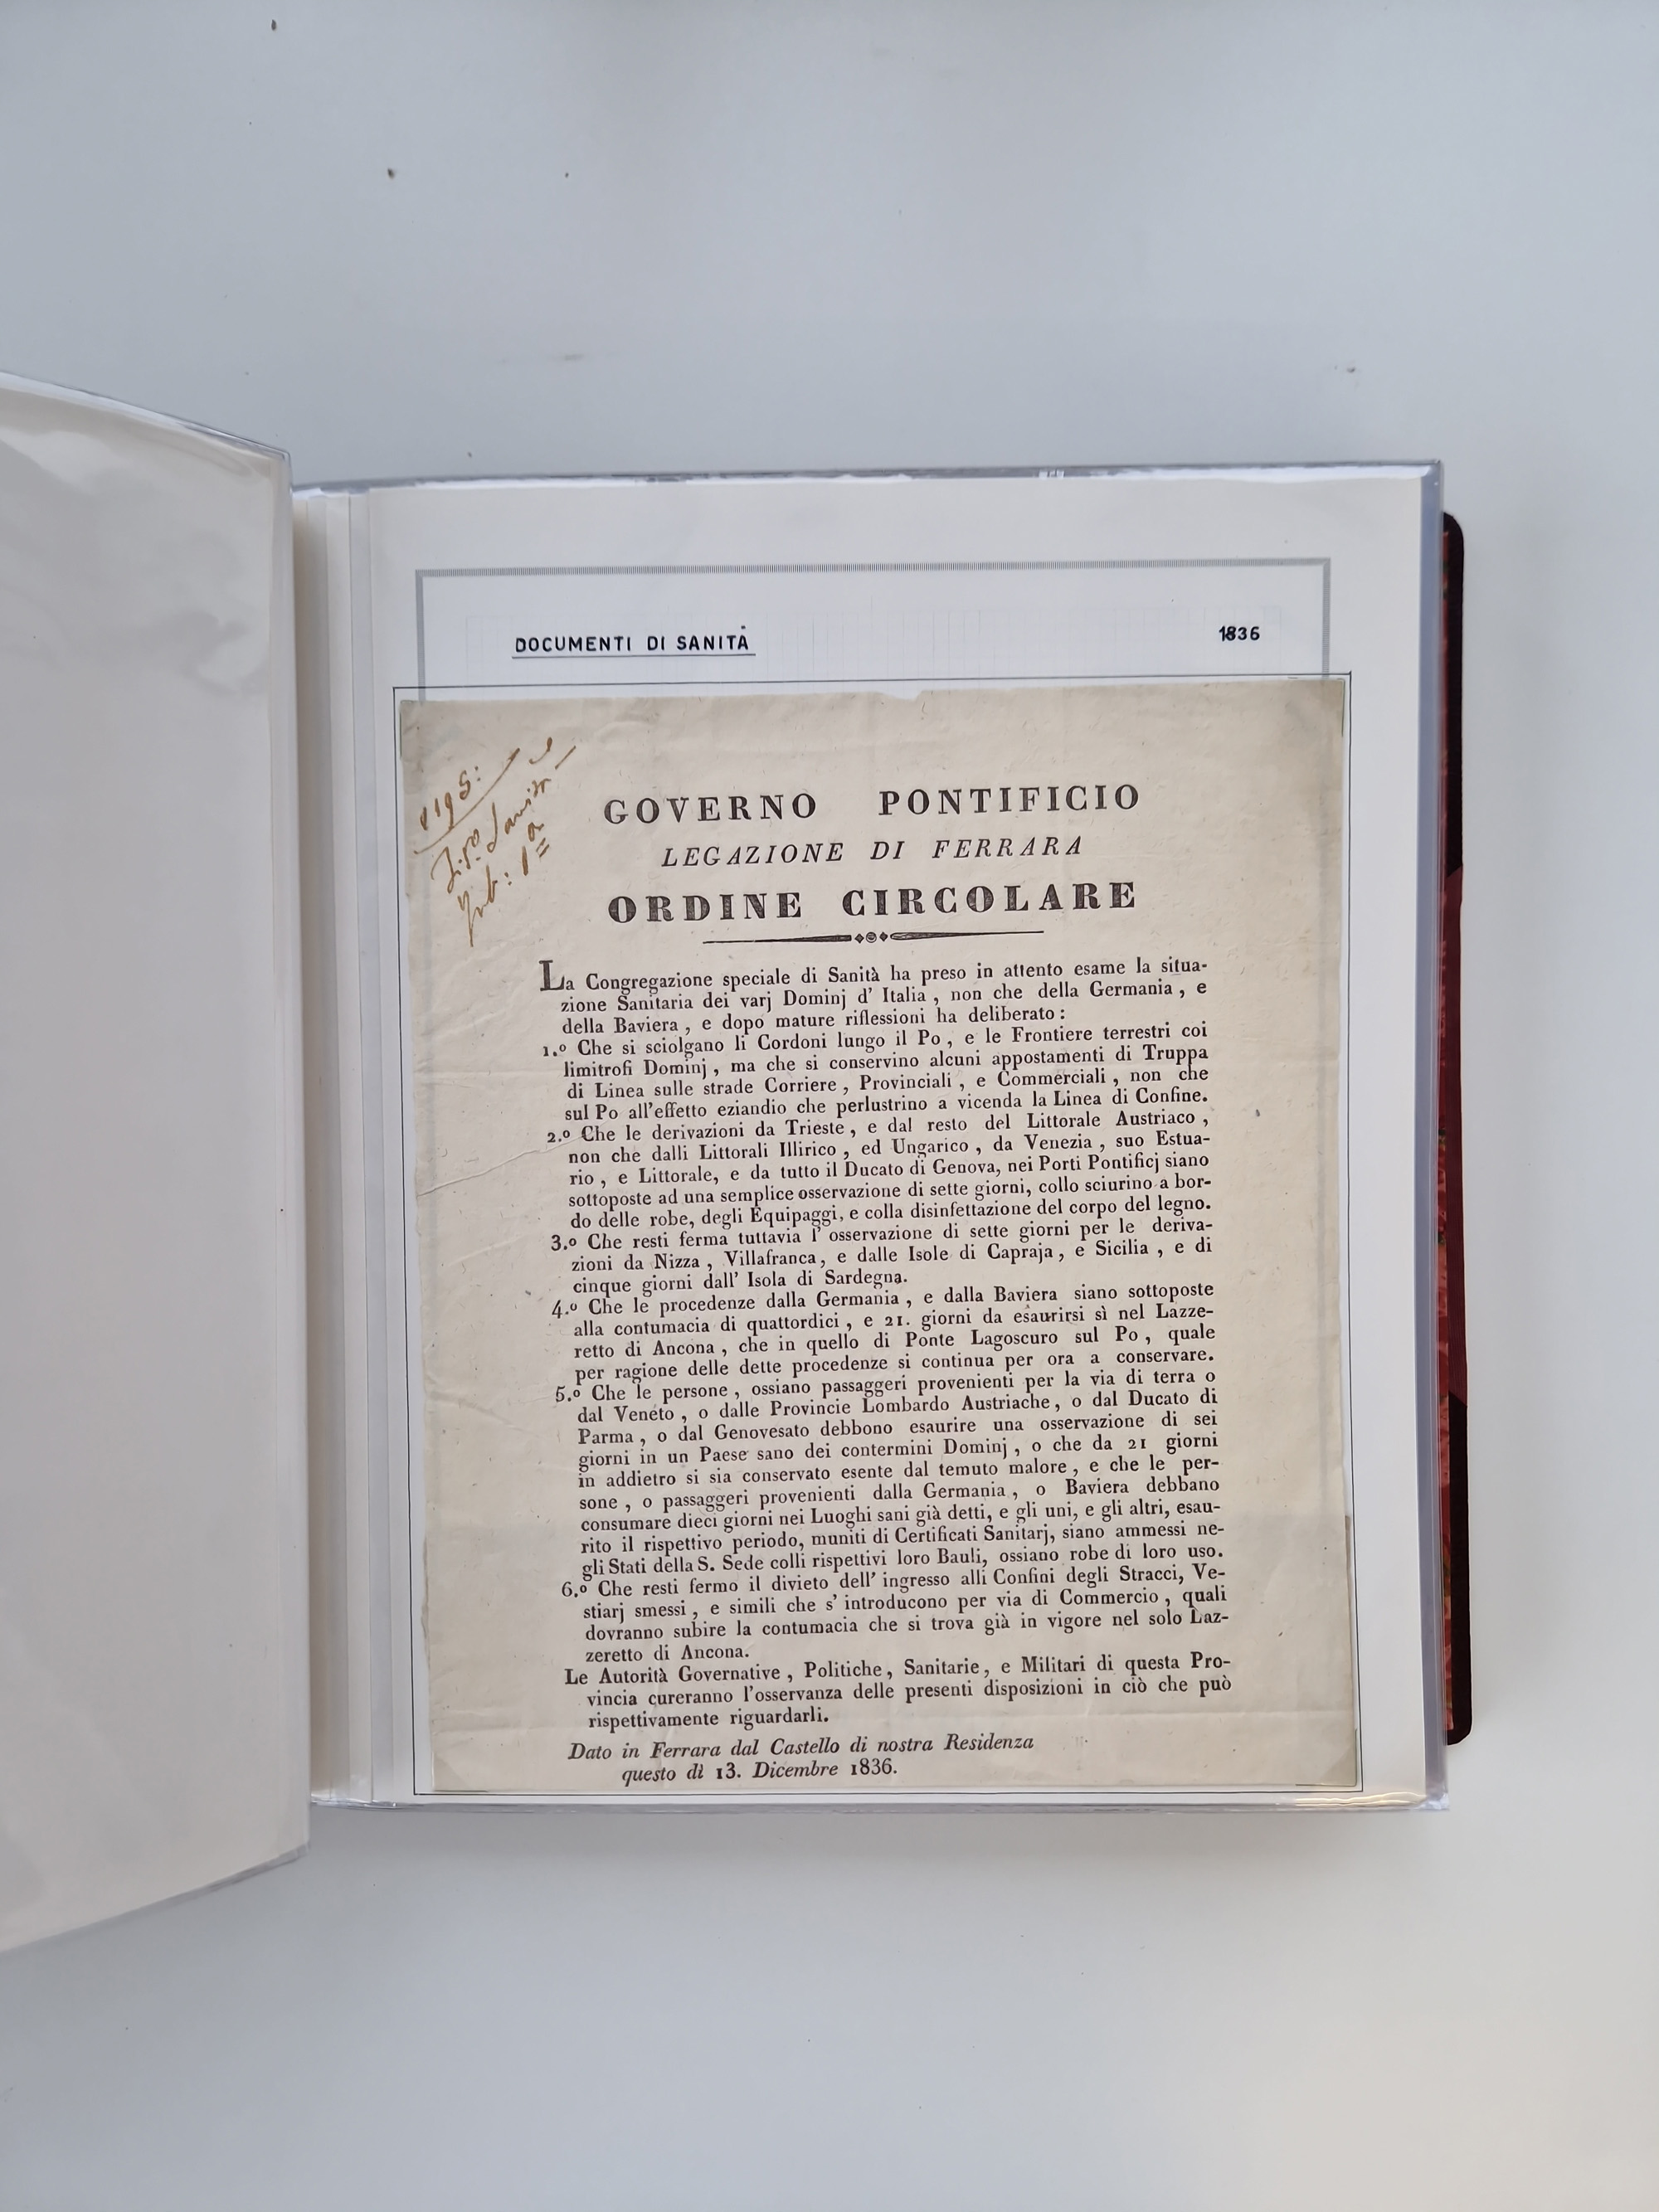 DOCUMENTI DI SANITÀ
1836
GOVERNO PONTIFICIO
LEGAZIONE DI FERRARA
ORDINE CIRCOLARE
La Congregazione speciale di Sanità ha preso in attento esame la situa-
zione Sanitaria dei varj Dominj d' Italia , non che della Germania , e
della Baviera , e dopo mature riflessioni ha deliberato :
1.º Che si sciolgano li Cordoni lungo il Po , e le Frontiere terrestri coi
limitrofi Dominj , ma che si conservino alcuni appostamenti di Truppa
di Linea sulle strade Corriere , Provinciali , e Commerciali , non che
sul Po all'effetto eziandio che perlustrino a vicenda la Linea di Confine.
2.º Che le derivazioni da Trieste , e dal resto del Littorale Austriaco ,
non che dalli Littorali Illirico , ed Ungarico , da Venezia , suo Estua-
rio , e Littorale, e da tutto il Ducato di Genova, nei Porti Pontificj siano
sottoposte ad una semplice osservazione di sette giorni, collo sciurino a bor-
do delle robe, degli Equipaggi, e colla disinfettazione del corpo del legno.
3.º Che resti ferma tuttavia l' osservazione di sette giorni per le deriva-
zioni da Nizza , Villafranca, e dalle Isole di Capraja, e Sicilia , e di
cinque giorni dall' Isola di Sardegna.
4.º Che le procedenze dalla Germania , e dalla Baviera siano sottoposte
alla contumacia di quattordici , e 21. giorni da esaurirsi sì nel Lazze-
retto di Ancona , che in quello di Ponte Lagoscuro sul Po , quale
per ragione delle dette procedenze si continua per ora a conservare.
5.º Che le persone , ossiano passaggeri provenienti per la via di terra o
dal Veneto , o dalle Provincie Lombardo Austriache, o dal Ducato di
Parma , o dal Genovesato debbono esaurire una osservazione di sei
giorni in un Paese sano dei contermini Dominj , o che da 21 giorni
in addietro si sia conservato esente dal temuto malore , e che le per-
sone , o passaggeri provenienti dalla Germania , o Baviera debbano
consumare dieci giorni nei Luoghi sani già detti, e gli uni, e gli altri, esau-
rito il rispettivo periodo, muniti di Certificati Sanitarj, siano ammessi ne-
gli Stati della S. Sede colli rispettivi loro Bauli, ossiano robe di loro uso.
6.º Che resti fermo il divieto dell' ingresso alli Confini degli Stracci, Ve-
stiarj smessi , e simili che s' introducono per via di Commercio , quali
dovranno subire la contumacia che si trova già in vigore nel solo Laz-
zeretto di Ancona.
Le Autorità Governative , Politiche , Sanitarie , e Militari di questa Pro-
vincia cureranno l'osservanza delle presenti disposizioni in ciò che può
rispettivamente riguardarli.
Dato in Ferrara dal Castello di nostra Residenza
questo dì 13. Dicembre 1836.